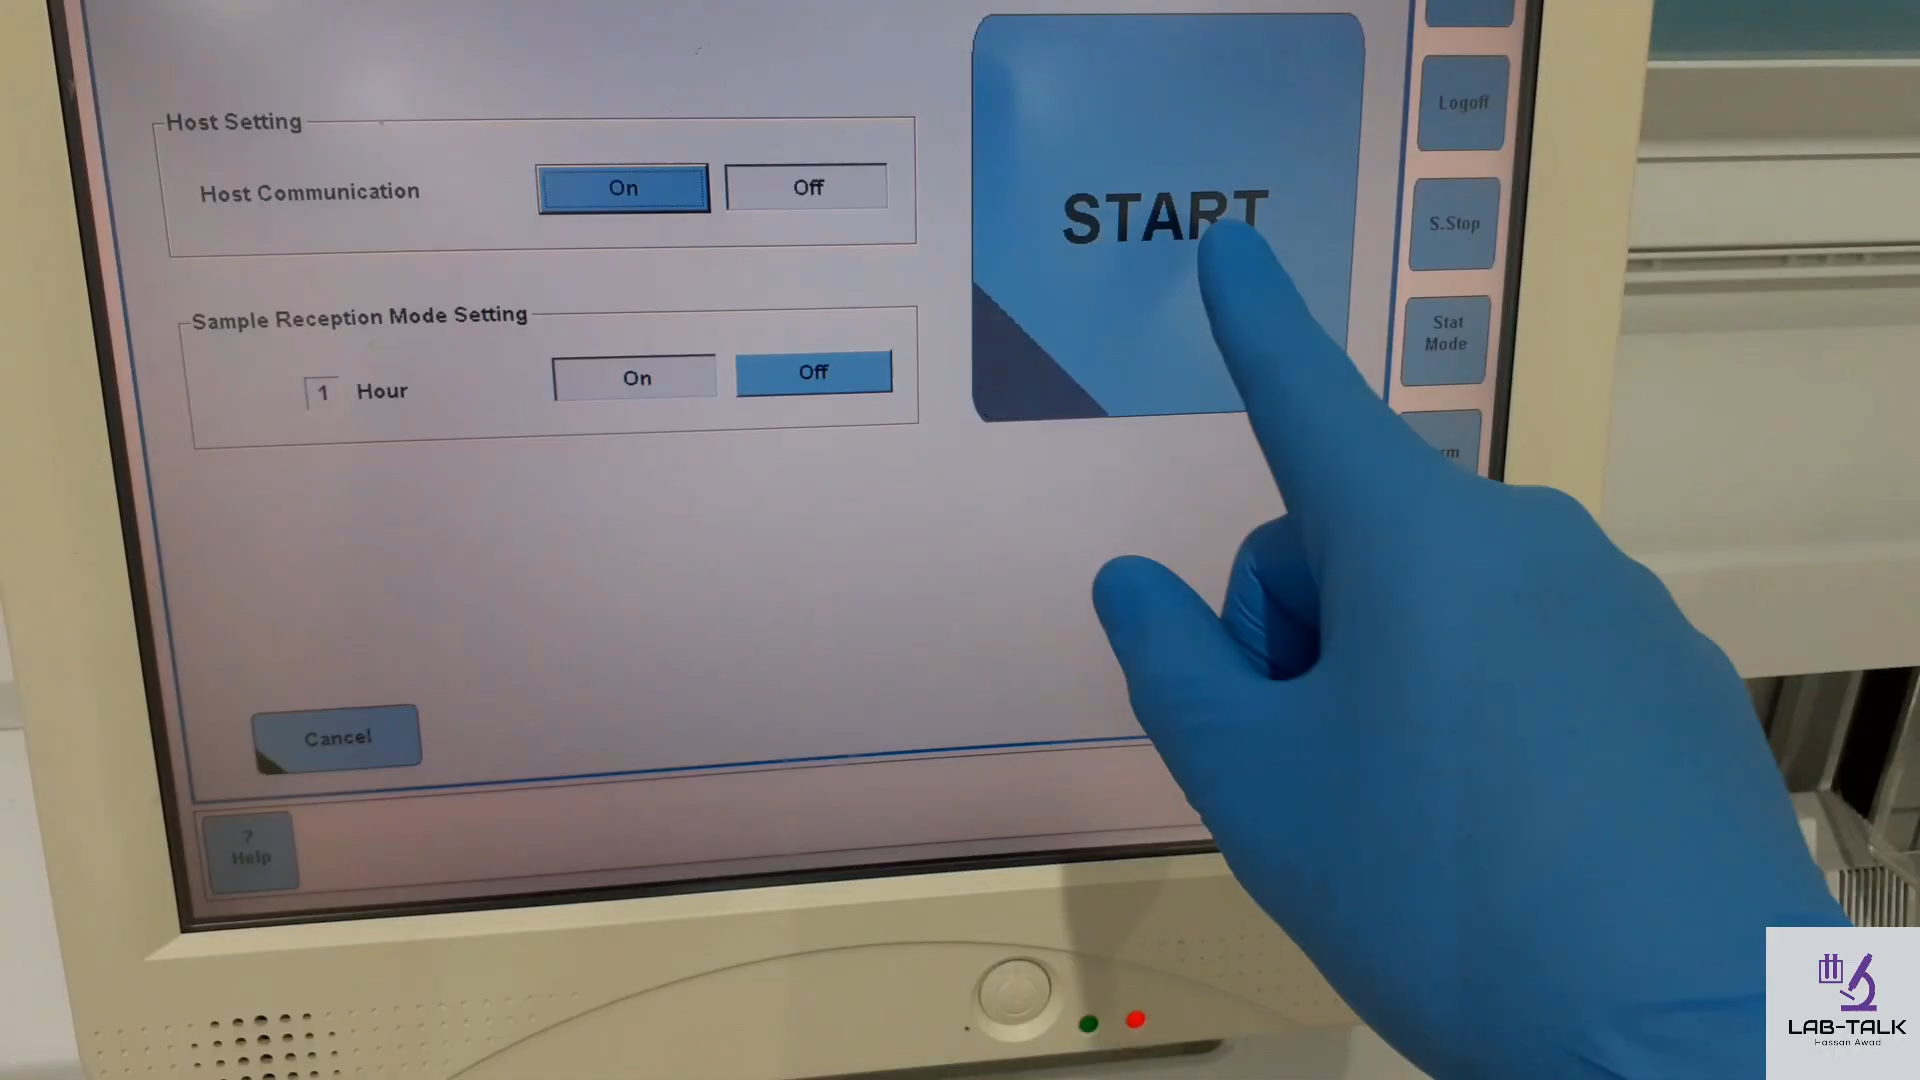 Host Setting
Host Communication
On
Off
Sample Reception Mode Setting
1 Hour
On
Off
START
Cancel
?
Help
Logoff
S.Stop
Stat
Mode
LAB-TALK
Hassan Awad